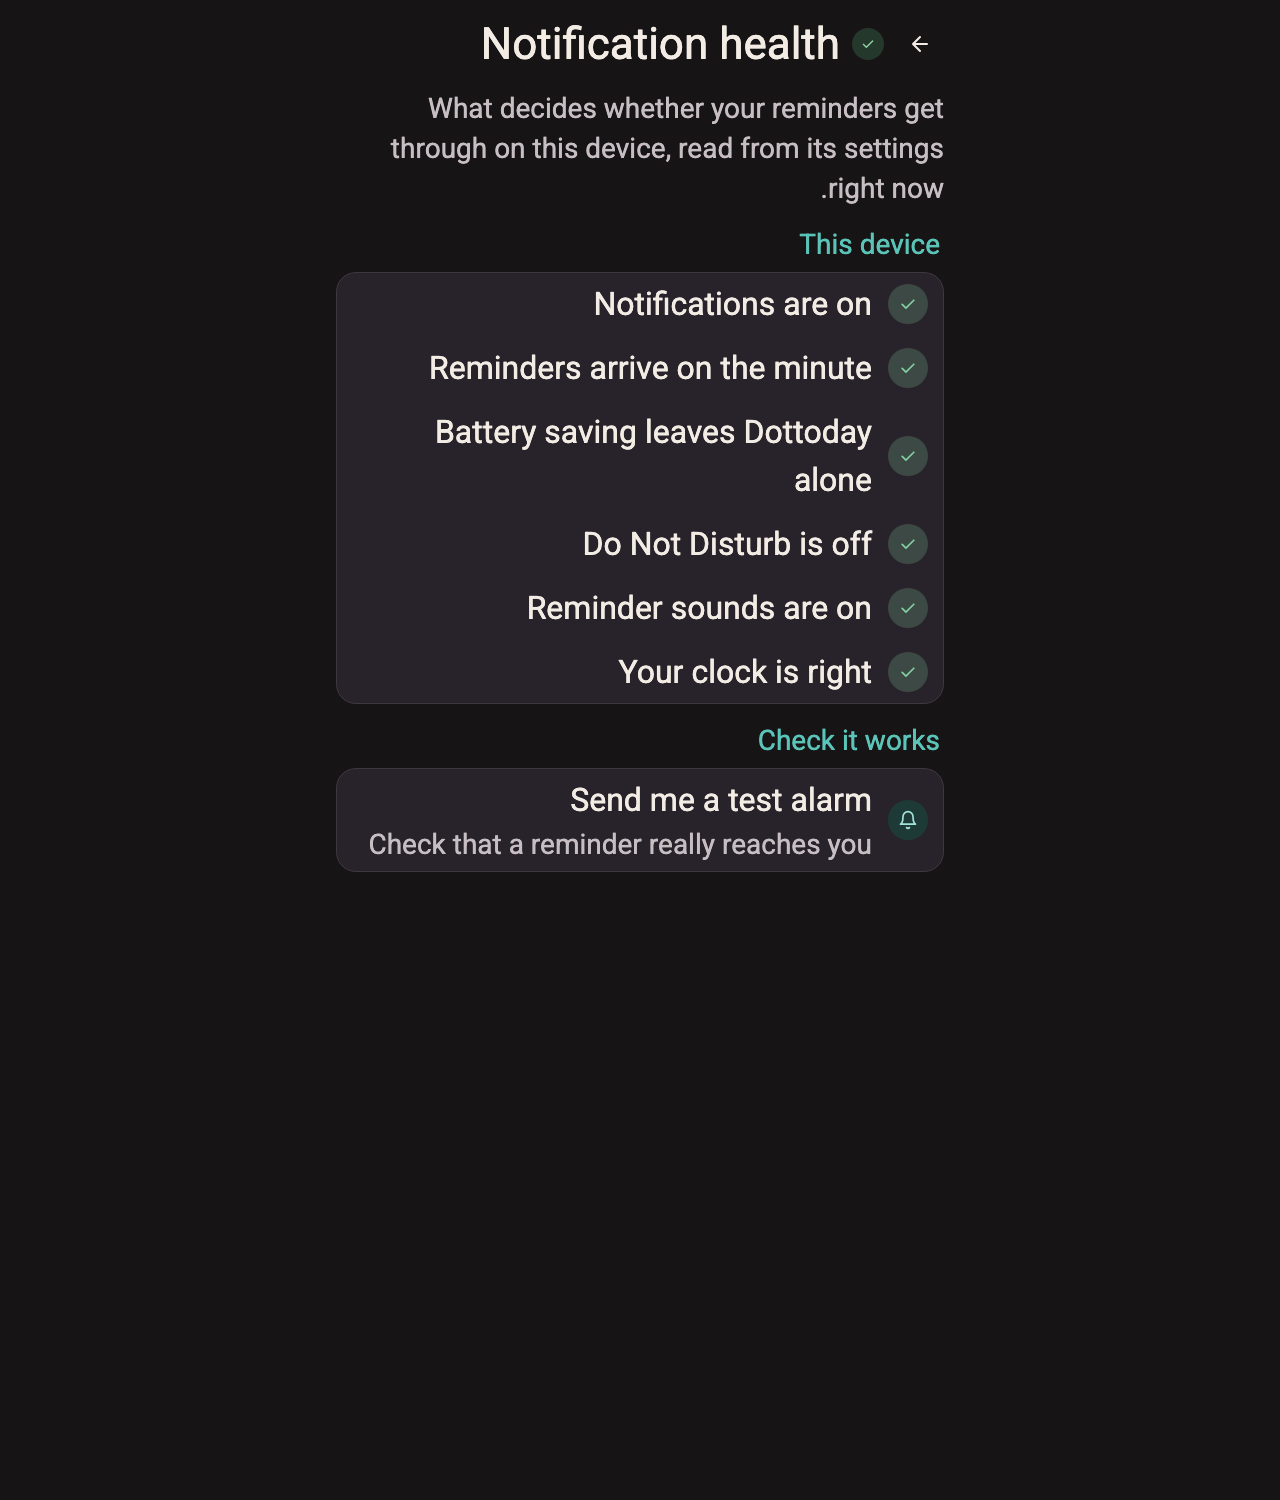 Notification health
What decides whether your reminders get
through on this device, read from its settings
.right now
This device
Notifications are on
Reminders arrive on the minute
Battery saving leaves Dottoday
alone
Do Not Disturb is off
Reminder sounds are on
Your clock is right
Check it works
Send me a test alarm
Check that a reminder really reaches you